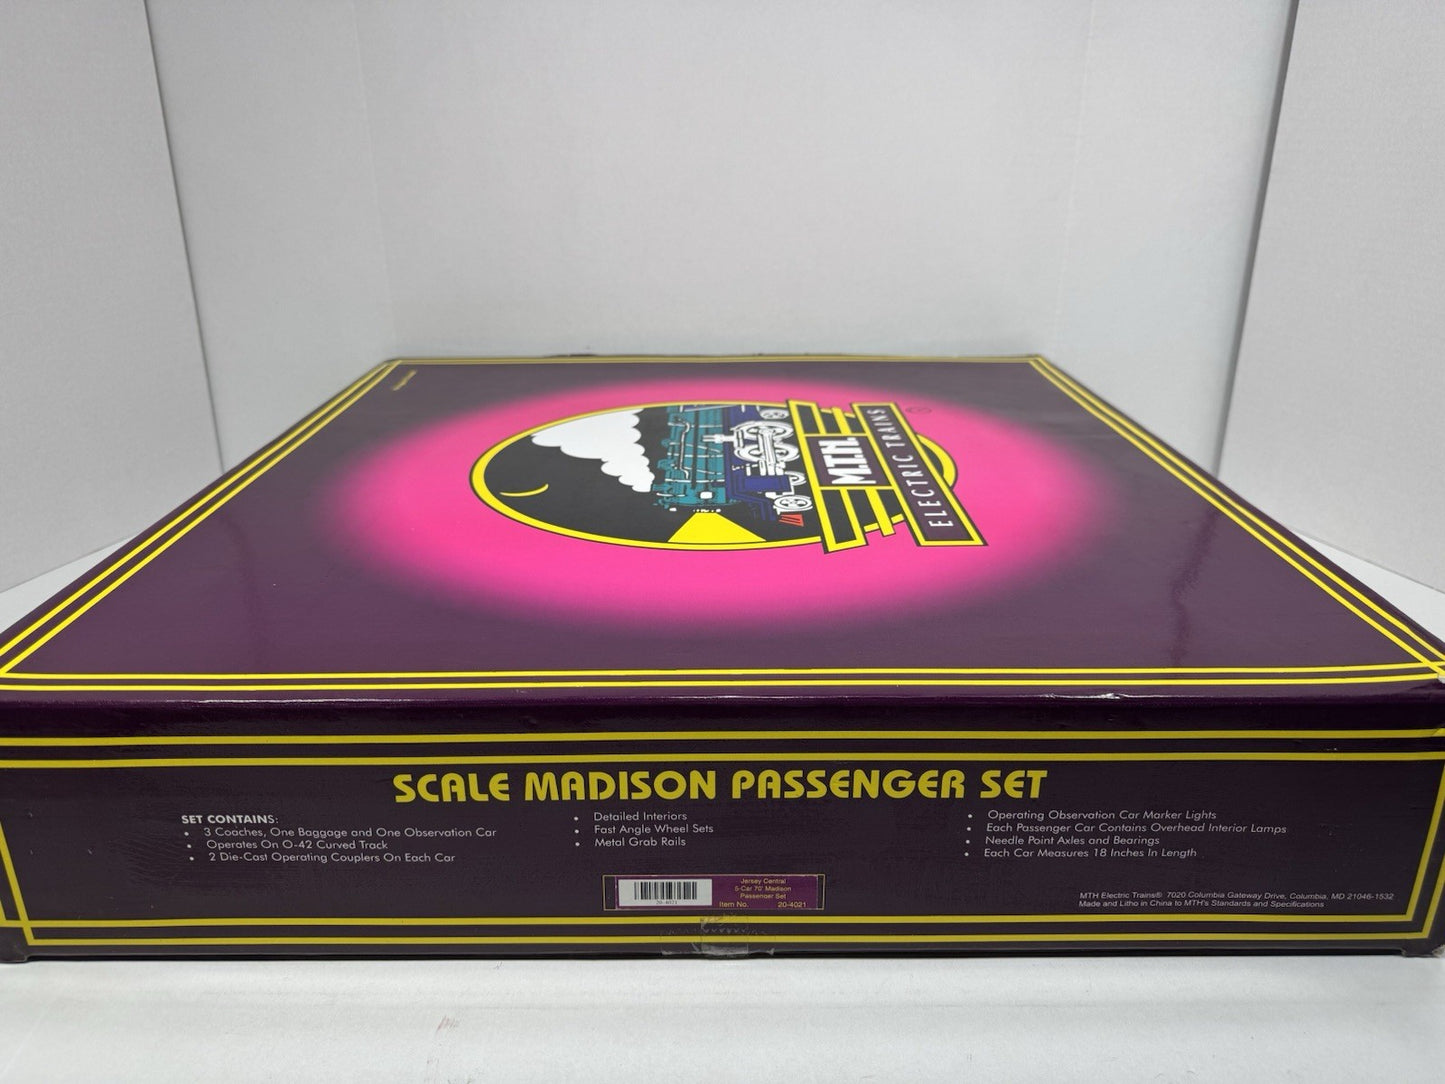 M.T.H.
ELECTRIC TRAINS
®
SCALE MADISON PASSENGER SET
SET CONTAINS:
• 3 Coaches, One Baggage and One Observation Car
• Operates On O-42 Curved Track
• 2 Die-Cast Operating Couplers On Each Car
• Detailed Interiors
• Fast Angle Wheel Sets
• Metal Grab Rails
• Operating Observation Car Marker Lights
• Each Passenger Car Contains Overhead Interior Lamps
• Needle Point Axles and Bearings
• Each Car Measures 18 Inches In Length
20-4021
Jersey Central
5-Car 70' Madison
Passenger Set
Item No. 20-4021
MTH Electric Trains® 7020 Columbia Gateway Drive, Columbia, MD 21046-1532
Made and Litho in China to MTH's Standards and Specifications